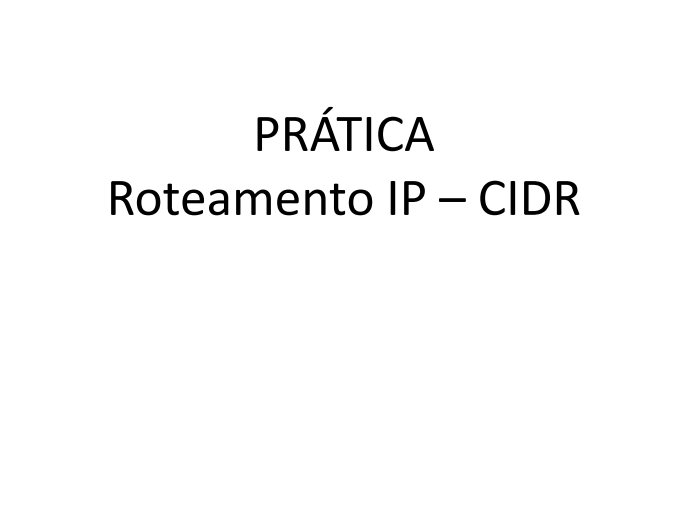 PRÁTICA
Roteamento IP – CIDR